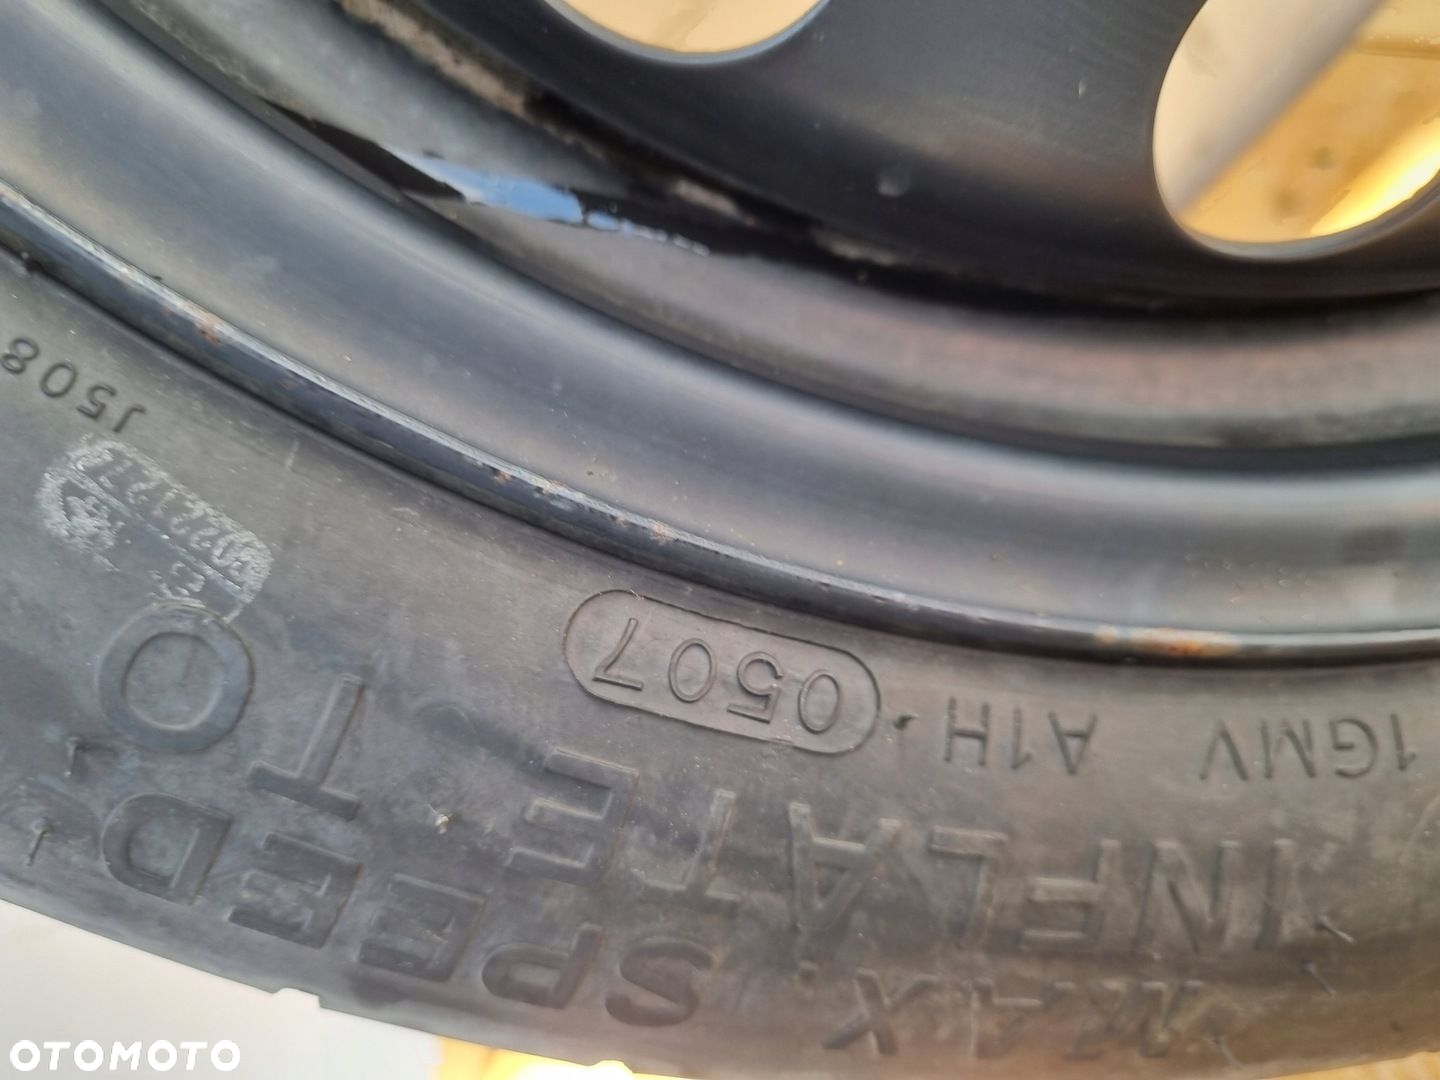 MAX SPEED
INFLATE TO
1GMV A1H 0507
J508
OTOMOTO